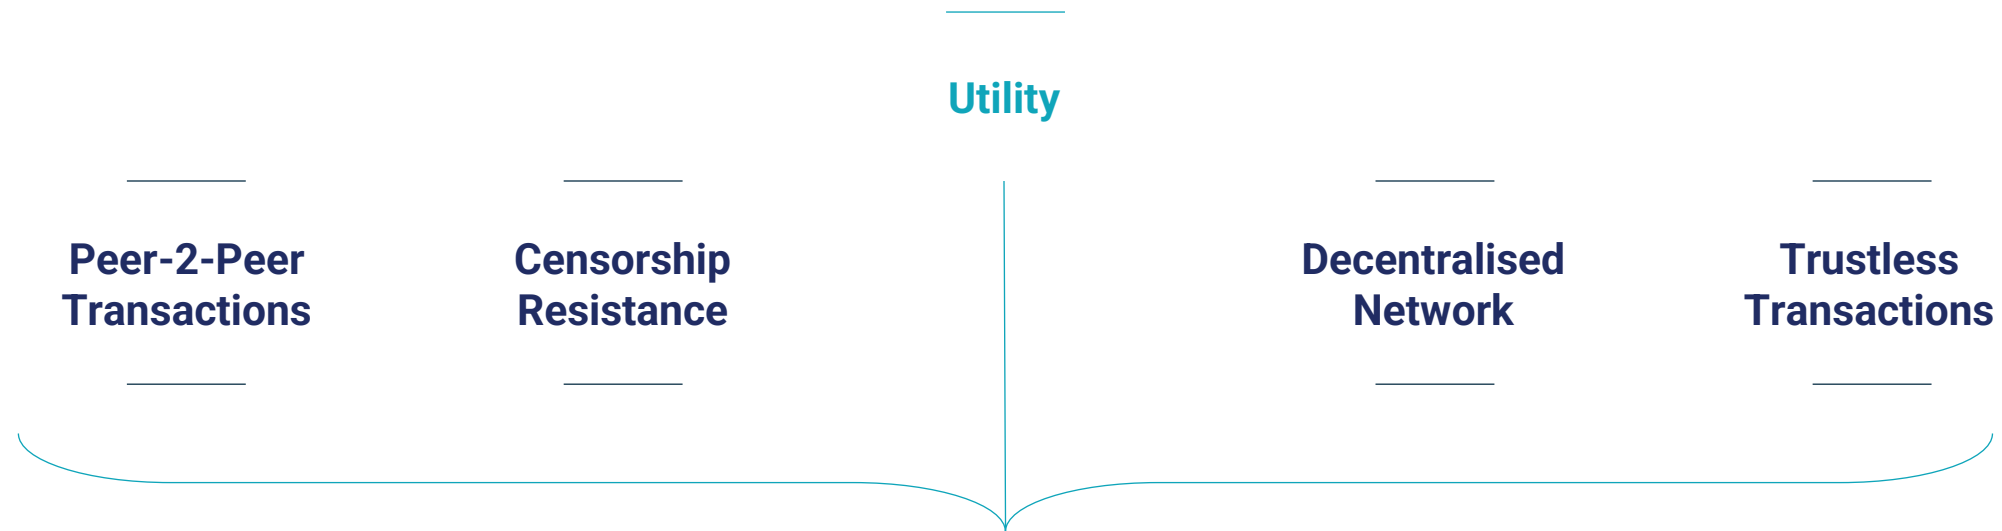 Utility
Peer-2-Peer
Transactions
Censorship
Resistance
Decentralised
Network
Trustless
Transactions